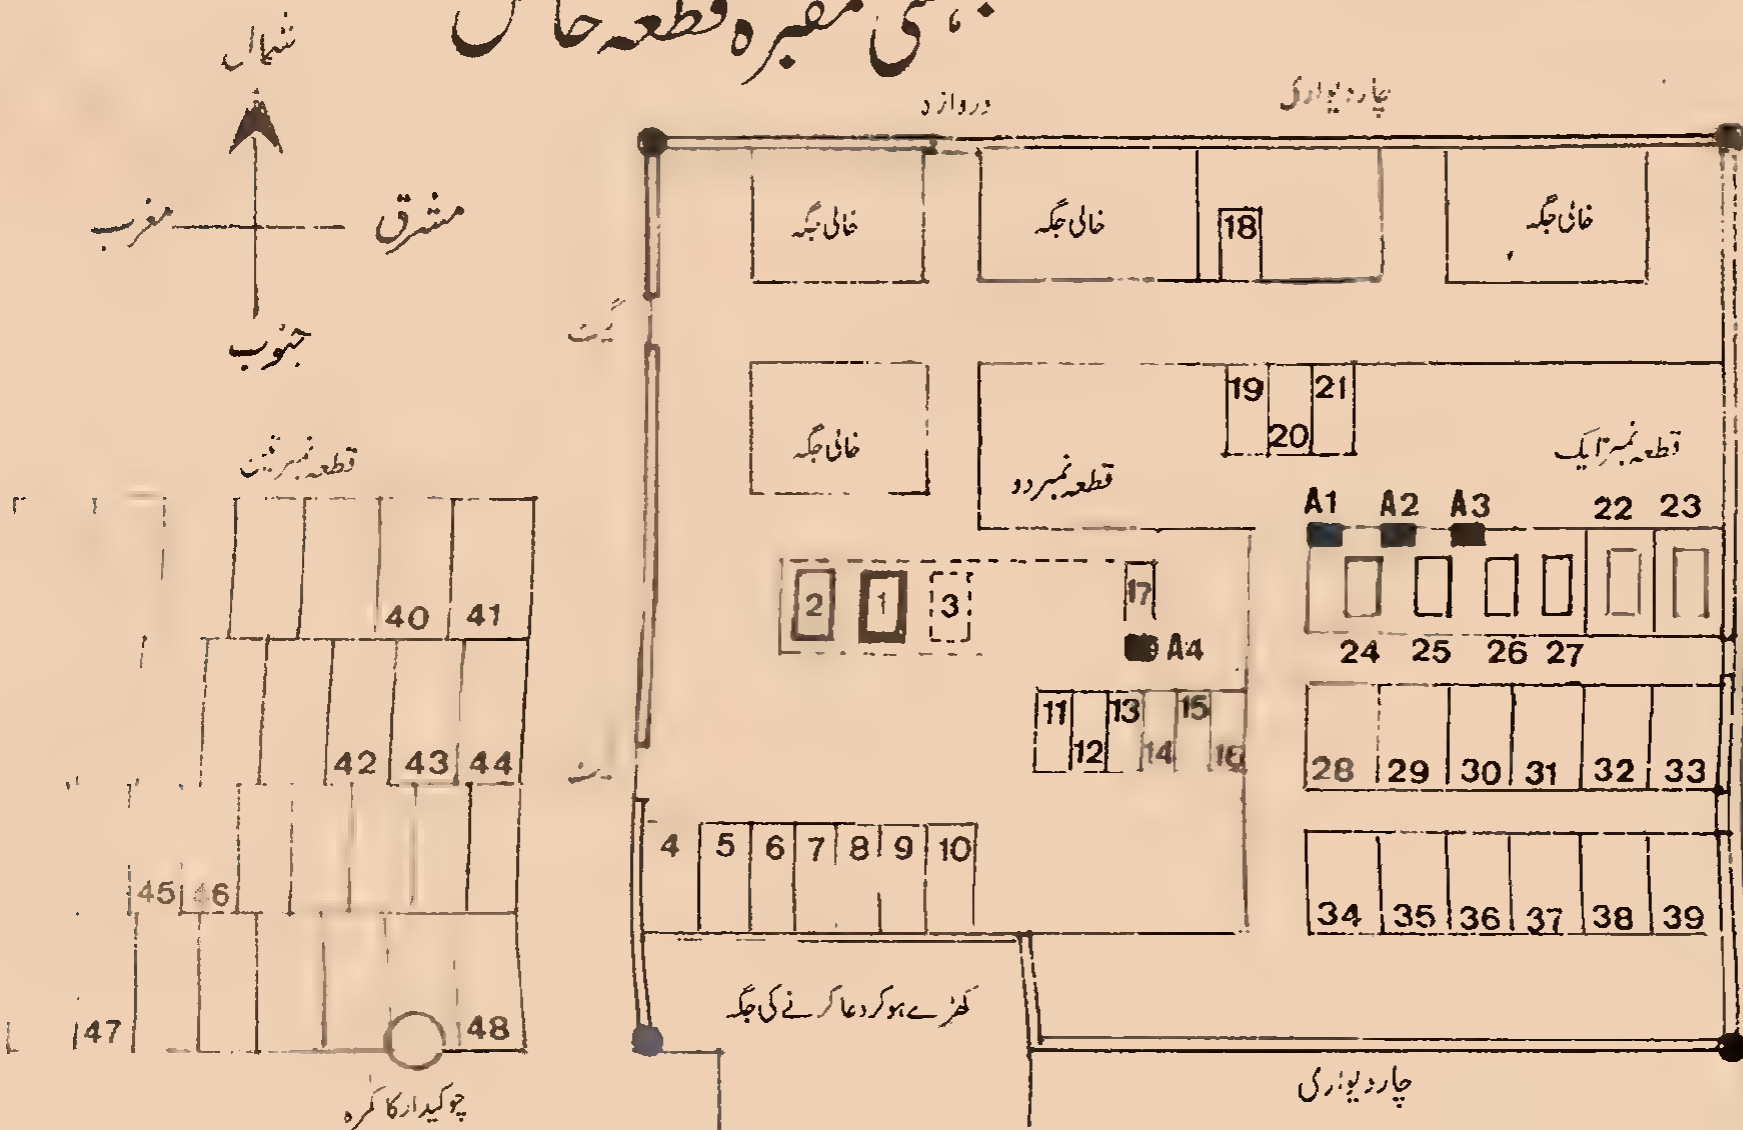 بہشتی مقبرہ قطعہ خاص
شمال
مغرب
مشرق
جنوب
دروازہ
چاردیواری
خالی جگہ
خالی جگہ
18
خالی جگہ
گیٹ
خالی جگہ
19
20
21
قطعہ نمبر دو
قطعہ نمبر ایک
قطعہ نمبر تین
A1 A2 A3 22 23
2 1 3
17
A4
24 25 26 27
40 41
11 12 13 14 15 16
42 43 44
28 29 30 31 32 33
4 5 6 7 8 9 10
45 46
34 35 36 37 38 39
47
48
کھڑے ہو کر دعا کرنے کی جگہ
چوکیدار کا کمرہ
چاردیواری